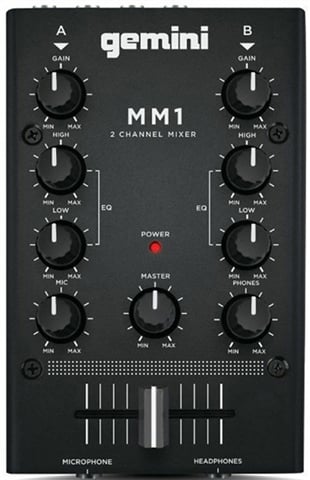 A
B
gemini
GAIN
GAIN
MIN MAX
MIN MAX
MM1
2 CHANNEL MIXER
HIGH
HIGH
MIN MAX
MIN MAX
EQ
EQ
LOW
LOW
MIN MAX
MIN MAX
POWER
MIC
MASTER
PHONES
MIN MAX
MIN MAX
MIN MAX
MICROPHONE
HEADPHONES